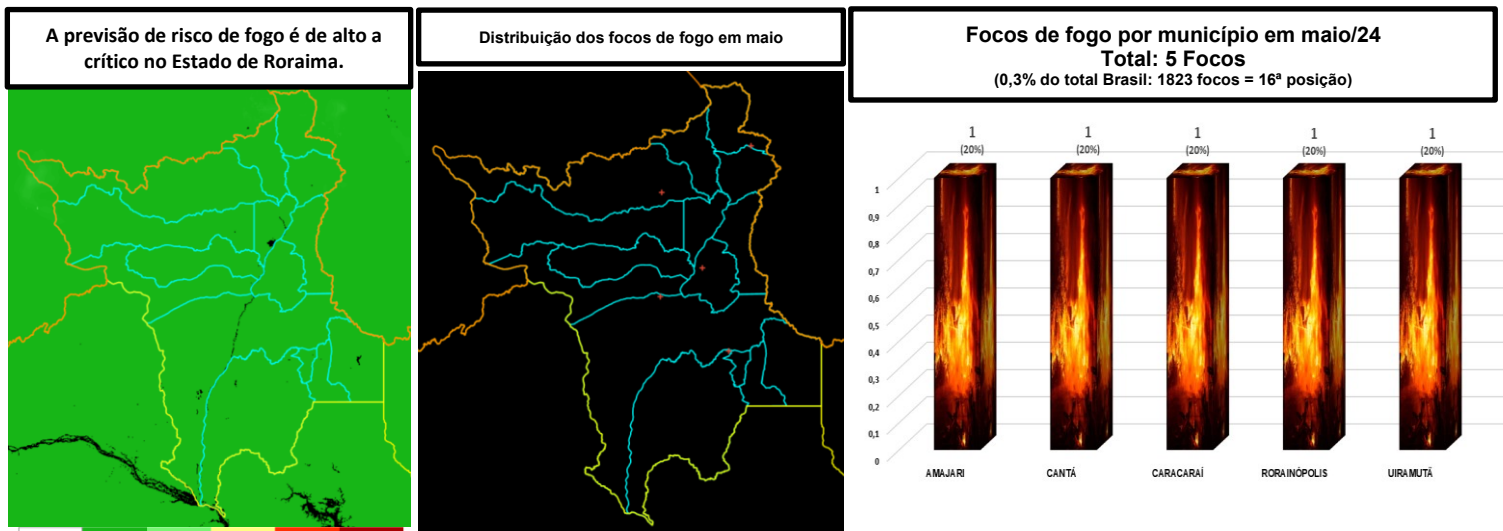 A previsão de risco de fogo é de alto a
crítico no Estado de Roraima.
Distribuição dos focos de fogo em maio
Focos de fogo por município em maio/24
Total: 5 Focos
(0,3% do total Brasil: 1823 focos = 16ª posição)
1
(20%)
1
(20%)
1
(20%)
1
(20%)
1
(20%)
1
0,9
0,8
0,7
0,6
0,5
0,4
0,3
0,2
0,1
0
AMAJARI
CANTÁ
CARACARAÍ
RORAINÓPOLIS
UIRAMUTÃ